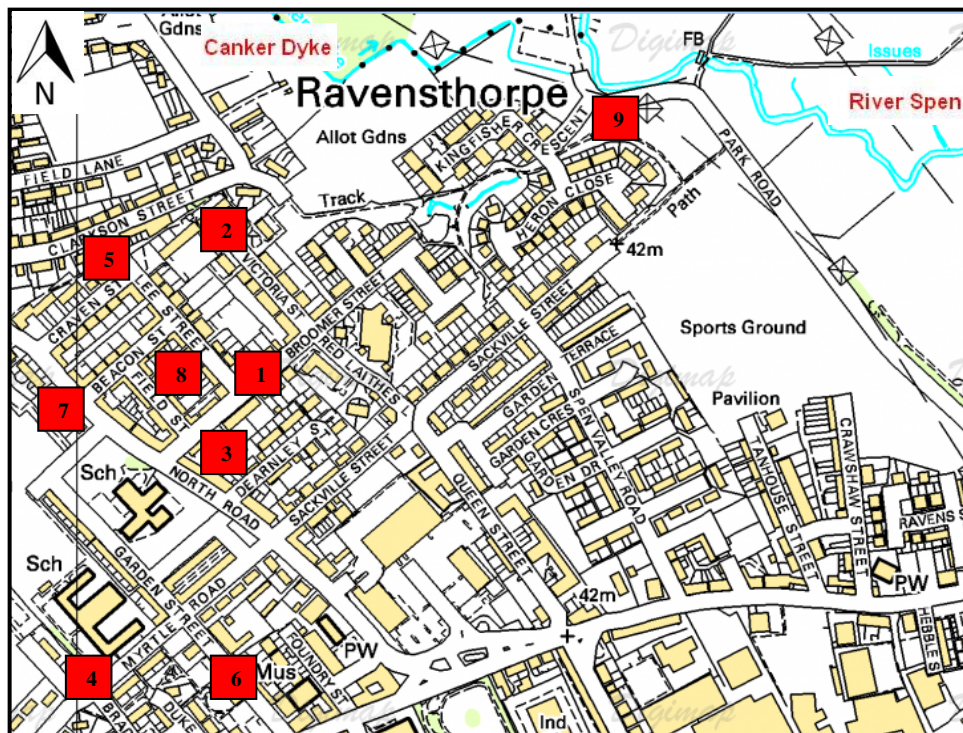 Allot
Gdns
Canker Dyke
Digimap
FB
Issues
N
Ravensthorpe
River Spen
Allot Gdns
9
KINGFISHER CRESCENT
PARK ROAD
FIELD LANE
CLARKSON STREET
Track
HERON CLOSE
Path
2
42m
5
VICTORIA ST
CRAVEN ST
BROOMER STREET
SACKVILLE STREET
Sports Ground
BEACON ST
RED LAITHES
8
1
GARDEN TERRACE
Digimap
Pavilion
7
GARDEN CRES
SPEN VALLEY ROAD
3
DEARNLEY ST
SACKVILLE STREET
GARDEN DR
TANHOUSE STREET
CRAWSHAW STREET
Sch
NORTH ROAD
QUEEN STREET
RAVENS
Sch
GARDEN STREET
PW
42m
MYRTLE ROAD
HEBBLE S
4
6
Mus
FOUNDRY ST
PW
DUKE
Ind
Digimap